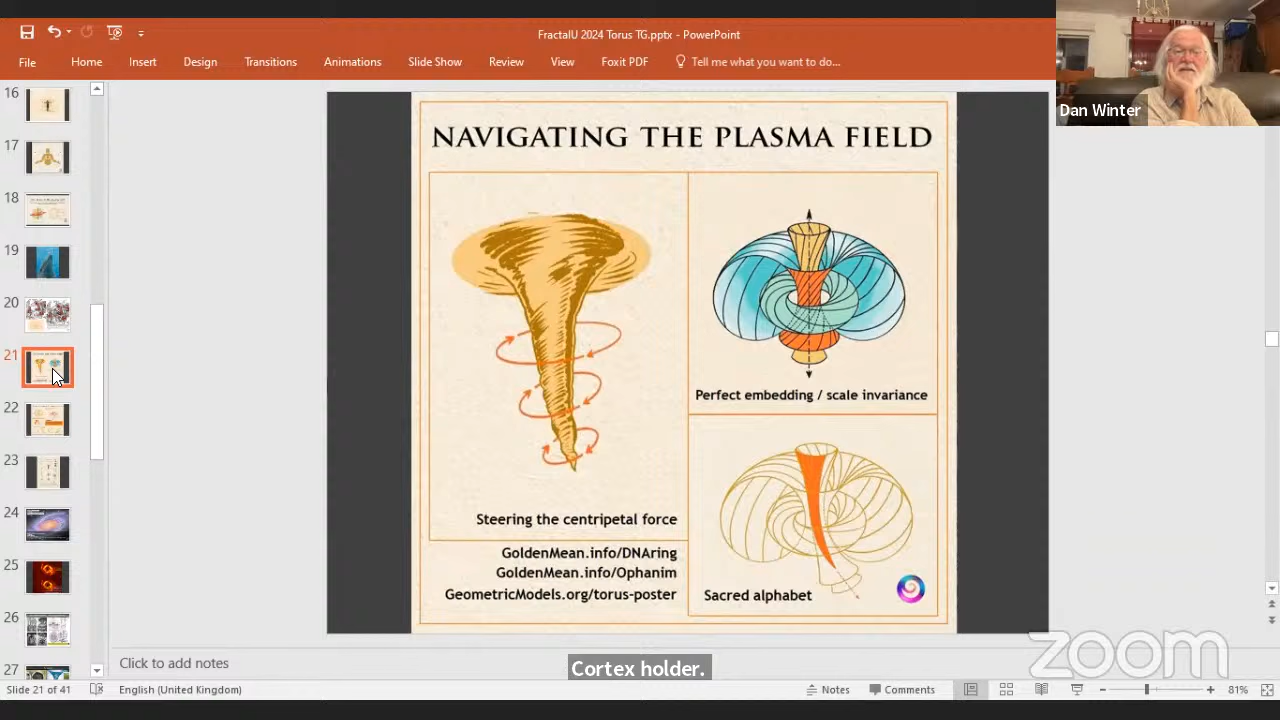 FractalU 2024 Torus TG.pptx - PowerPoint
File Home Insert Design Transitions Animations Slide Show Review View Foxit PDF Tell me what you want to do...
Dan Winter
16
17
18
19
20
21
22
23
24
25
26
27
NAVIGATING THE PLASMA FIELD
Steering the centripetal force
GoldenMean.info/DNAring
GoldenMean.info/Ophanim
GeometricModels.org/torus-poster
Perfect embedding / scale invariance
Sacred alphabet
Click to add notes
Cortex holder.
zoom
Slide 21 of 41 English (United Kingdom) Notes Comments 81%